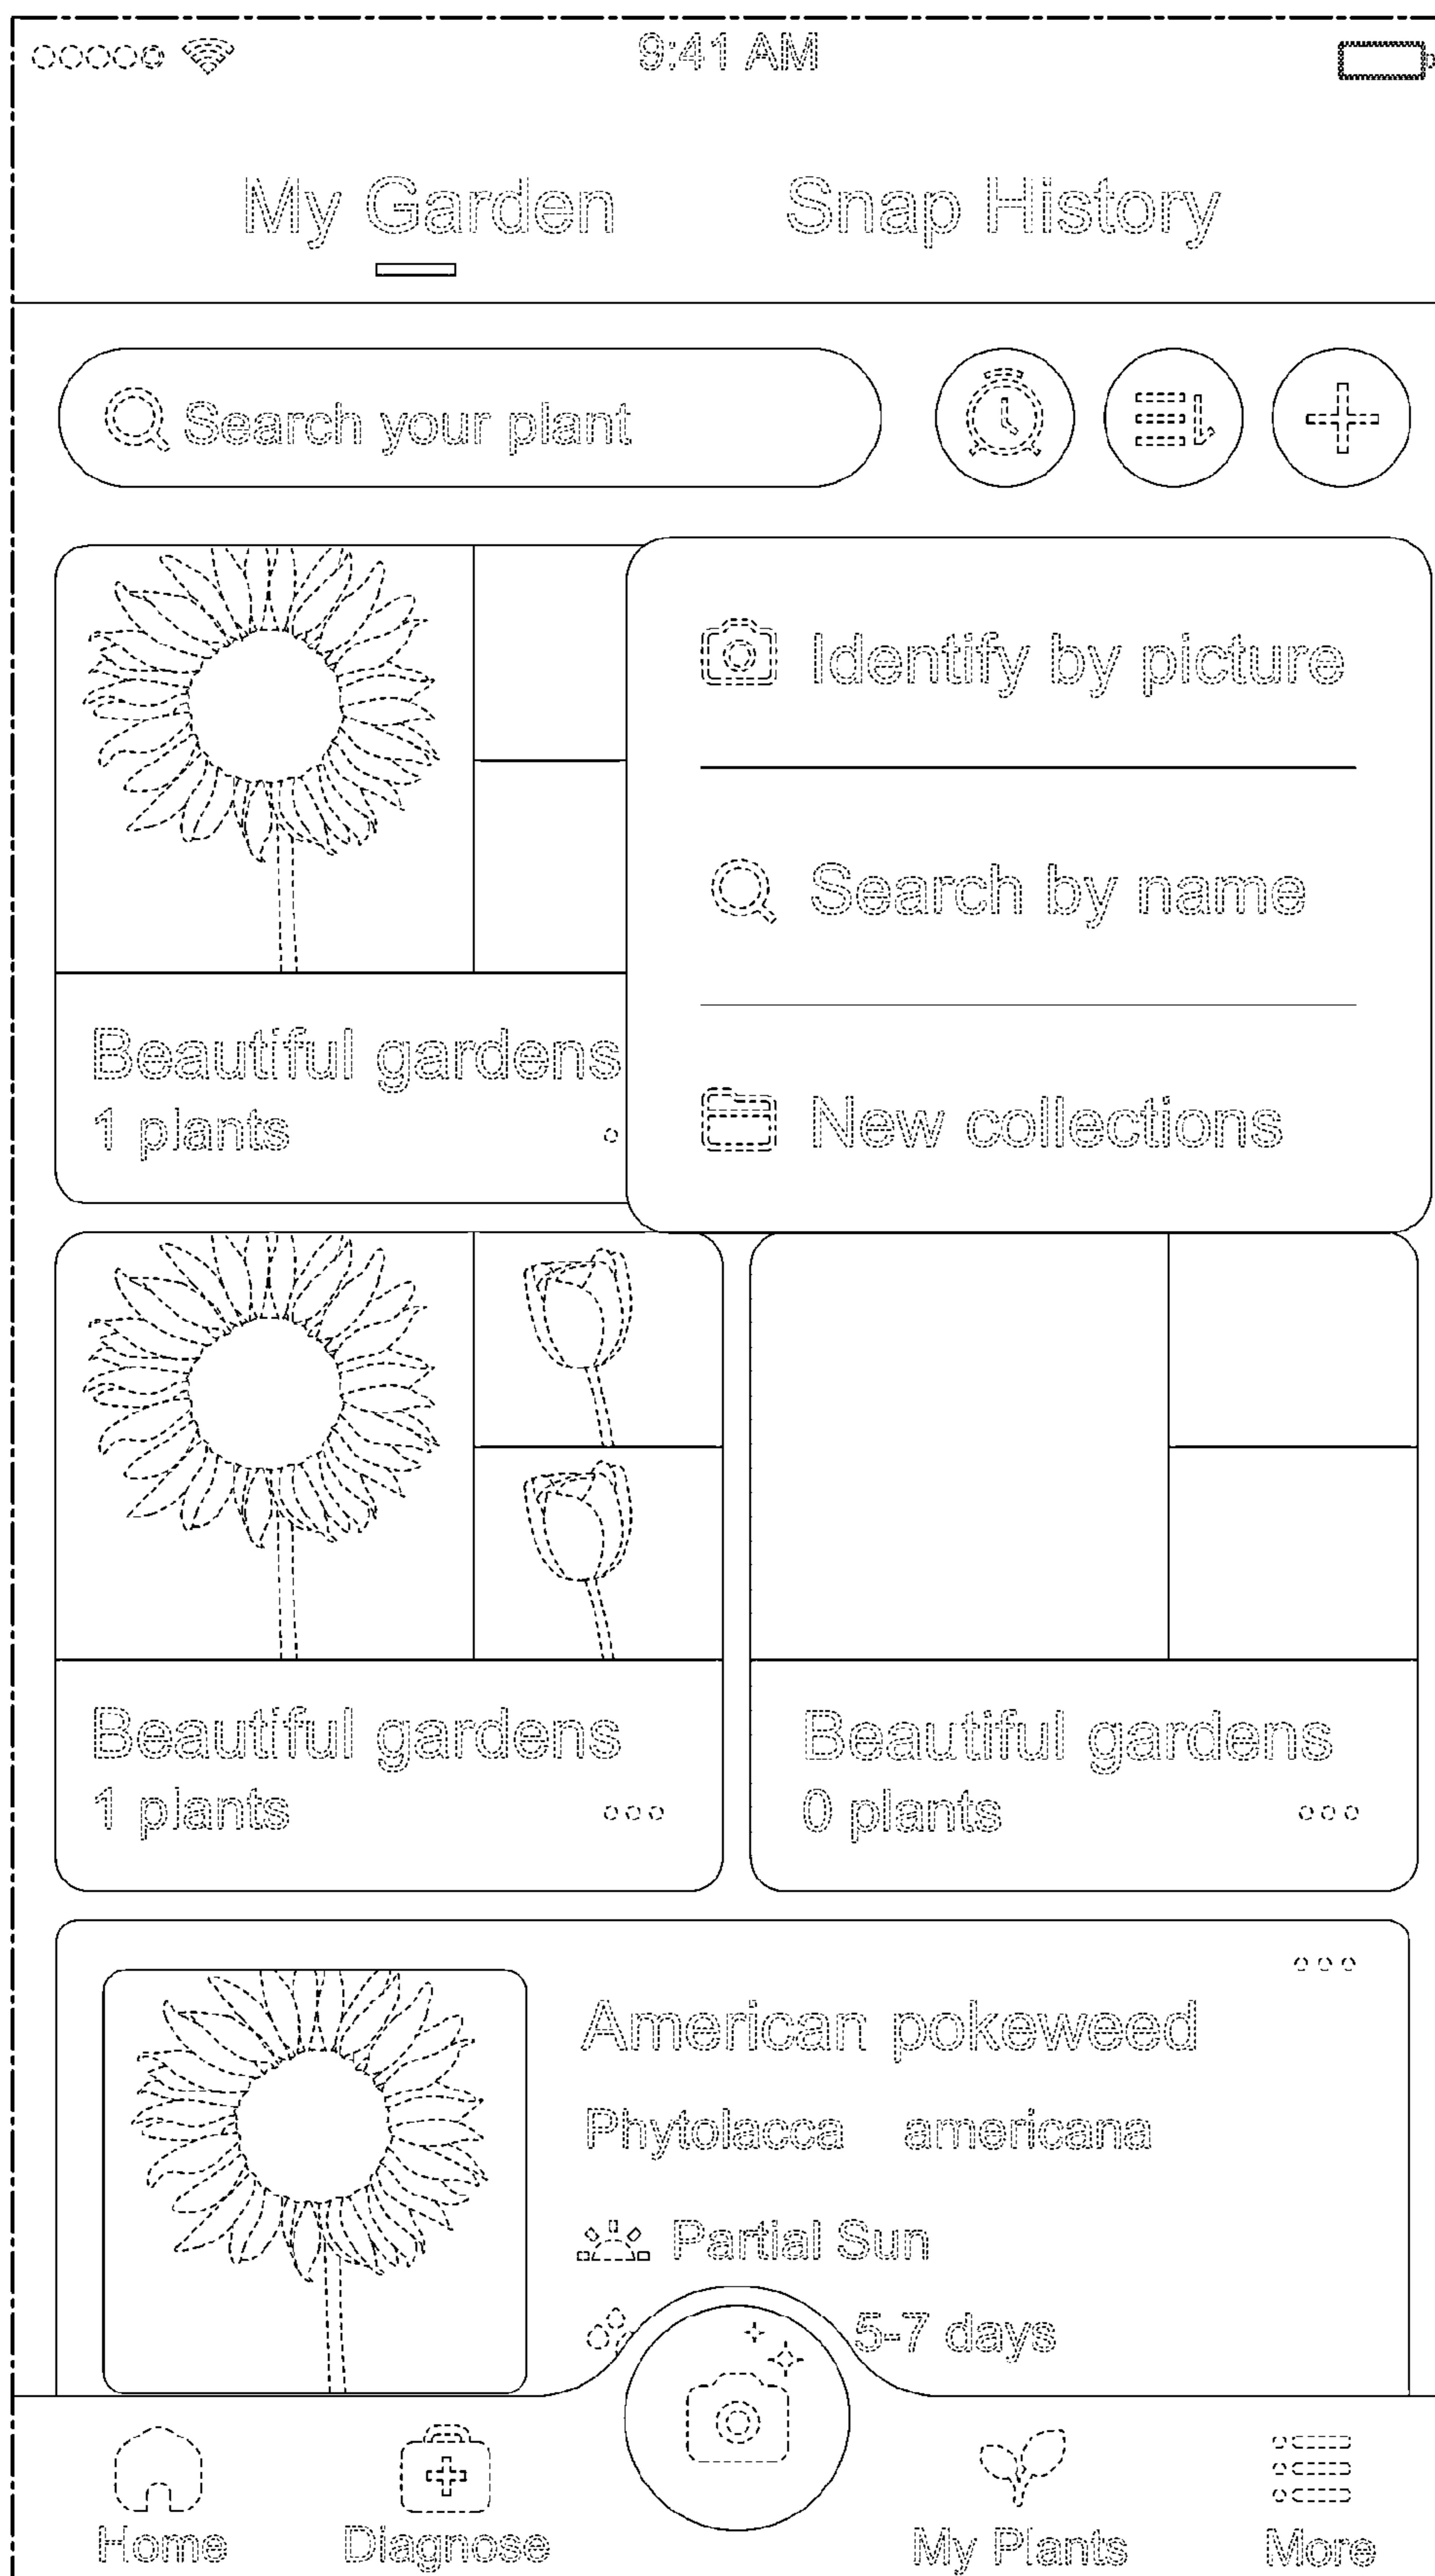 9:41 AM
My Garden Snap History
Search your plant
Identify by picture
Search by name
New collections
Beautiful gardens
1 plants
Beautiful gardens
1 plants
Beautiful gardens
0 plants
American pokeweed
Phytolacca americana
Partial Sun
5-7 days
Home Diagnose My Plants More